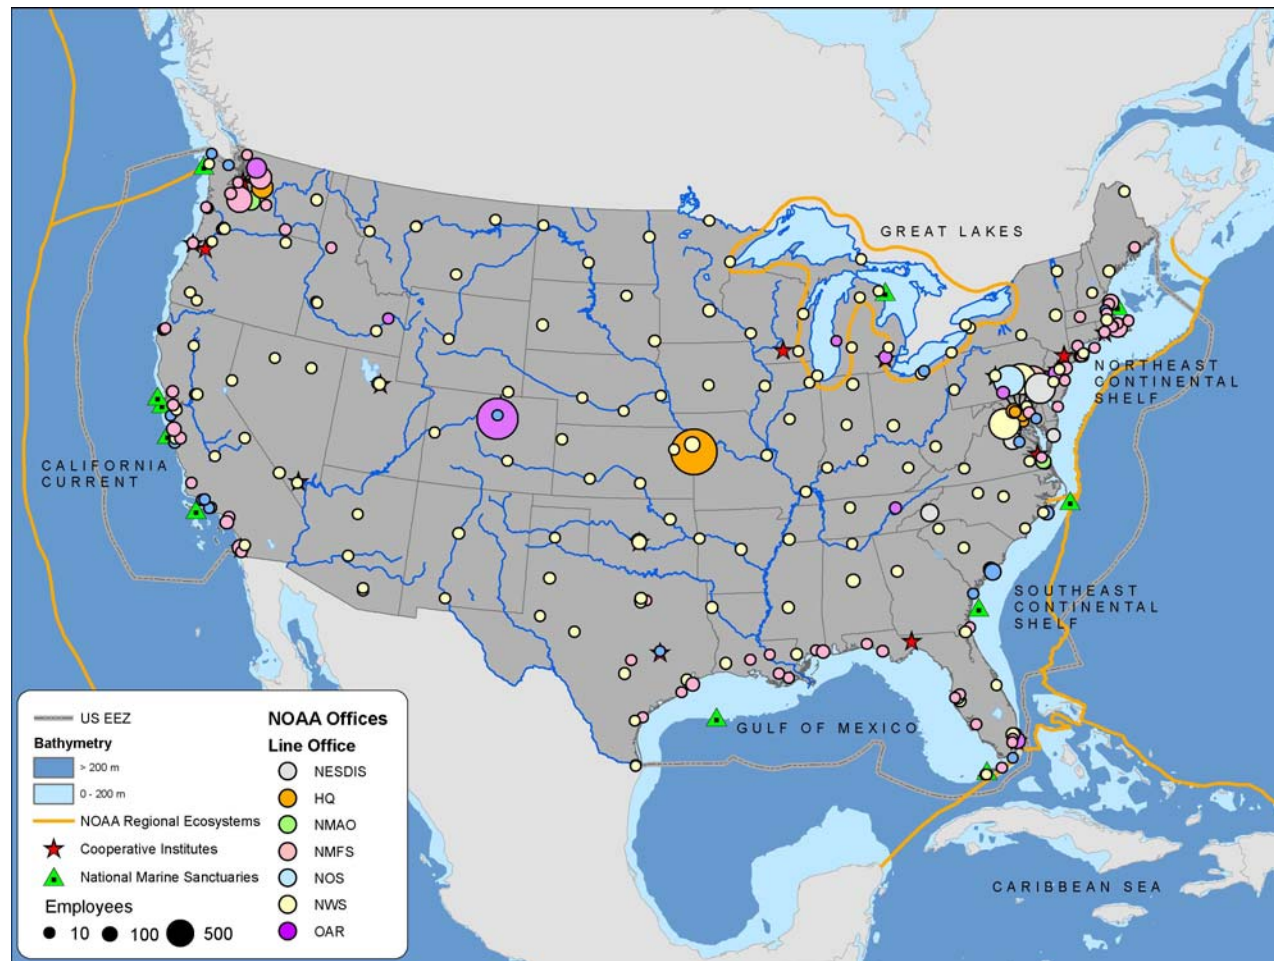 GREAT LAKES
NORTHEAST
CONTINENTAL
SHELF
CALIFORNIA
CURRENT
SOUTHEAST
CONTINENTAL
SHELF
GULF OF MEXICO
CARIBBEAN SEA
US EEZ
Bathymetry
> 200 m
0 - 200 m
NOAA Regional Ecosystems
Cooperative Institutes
National Marine Sanctuaries
Employees
10 100 500
NOAA Offices
Line Office
NESDIS
HQ
NMAO
NMFS
NOS
NWS
OAR